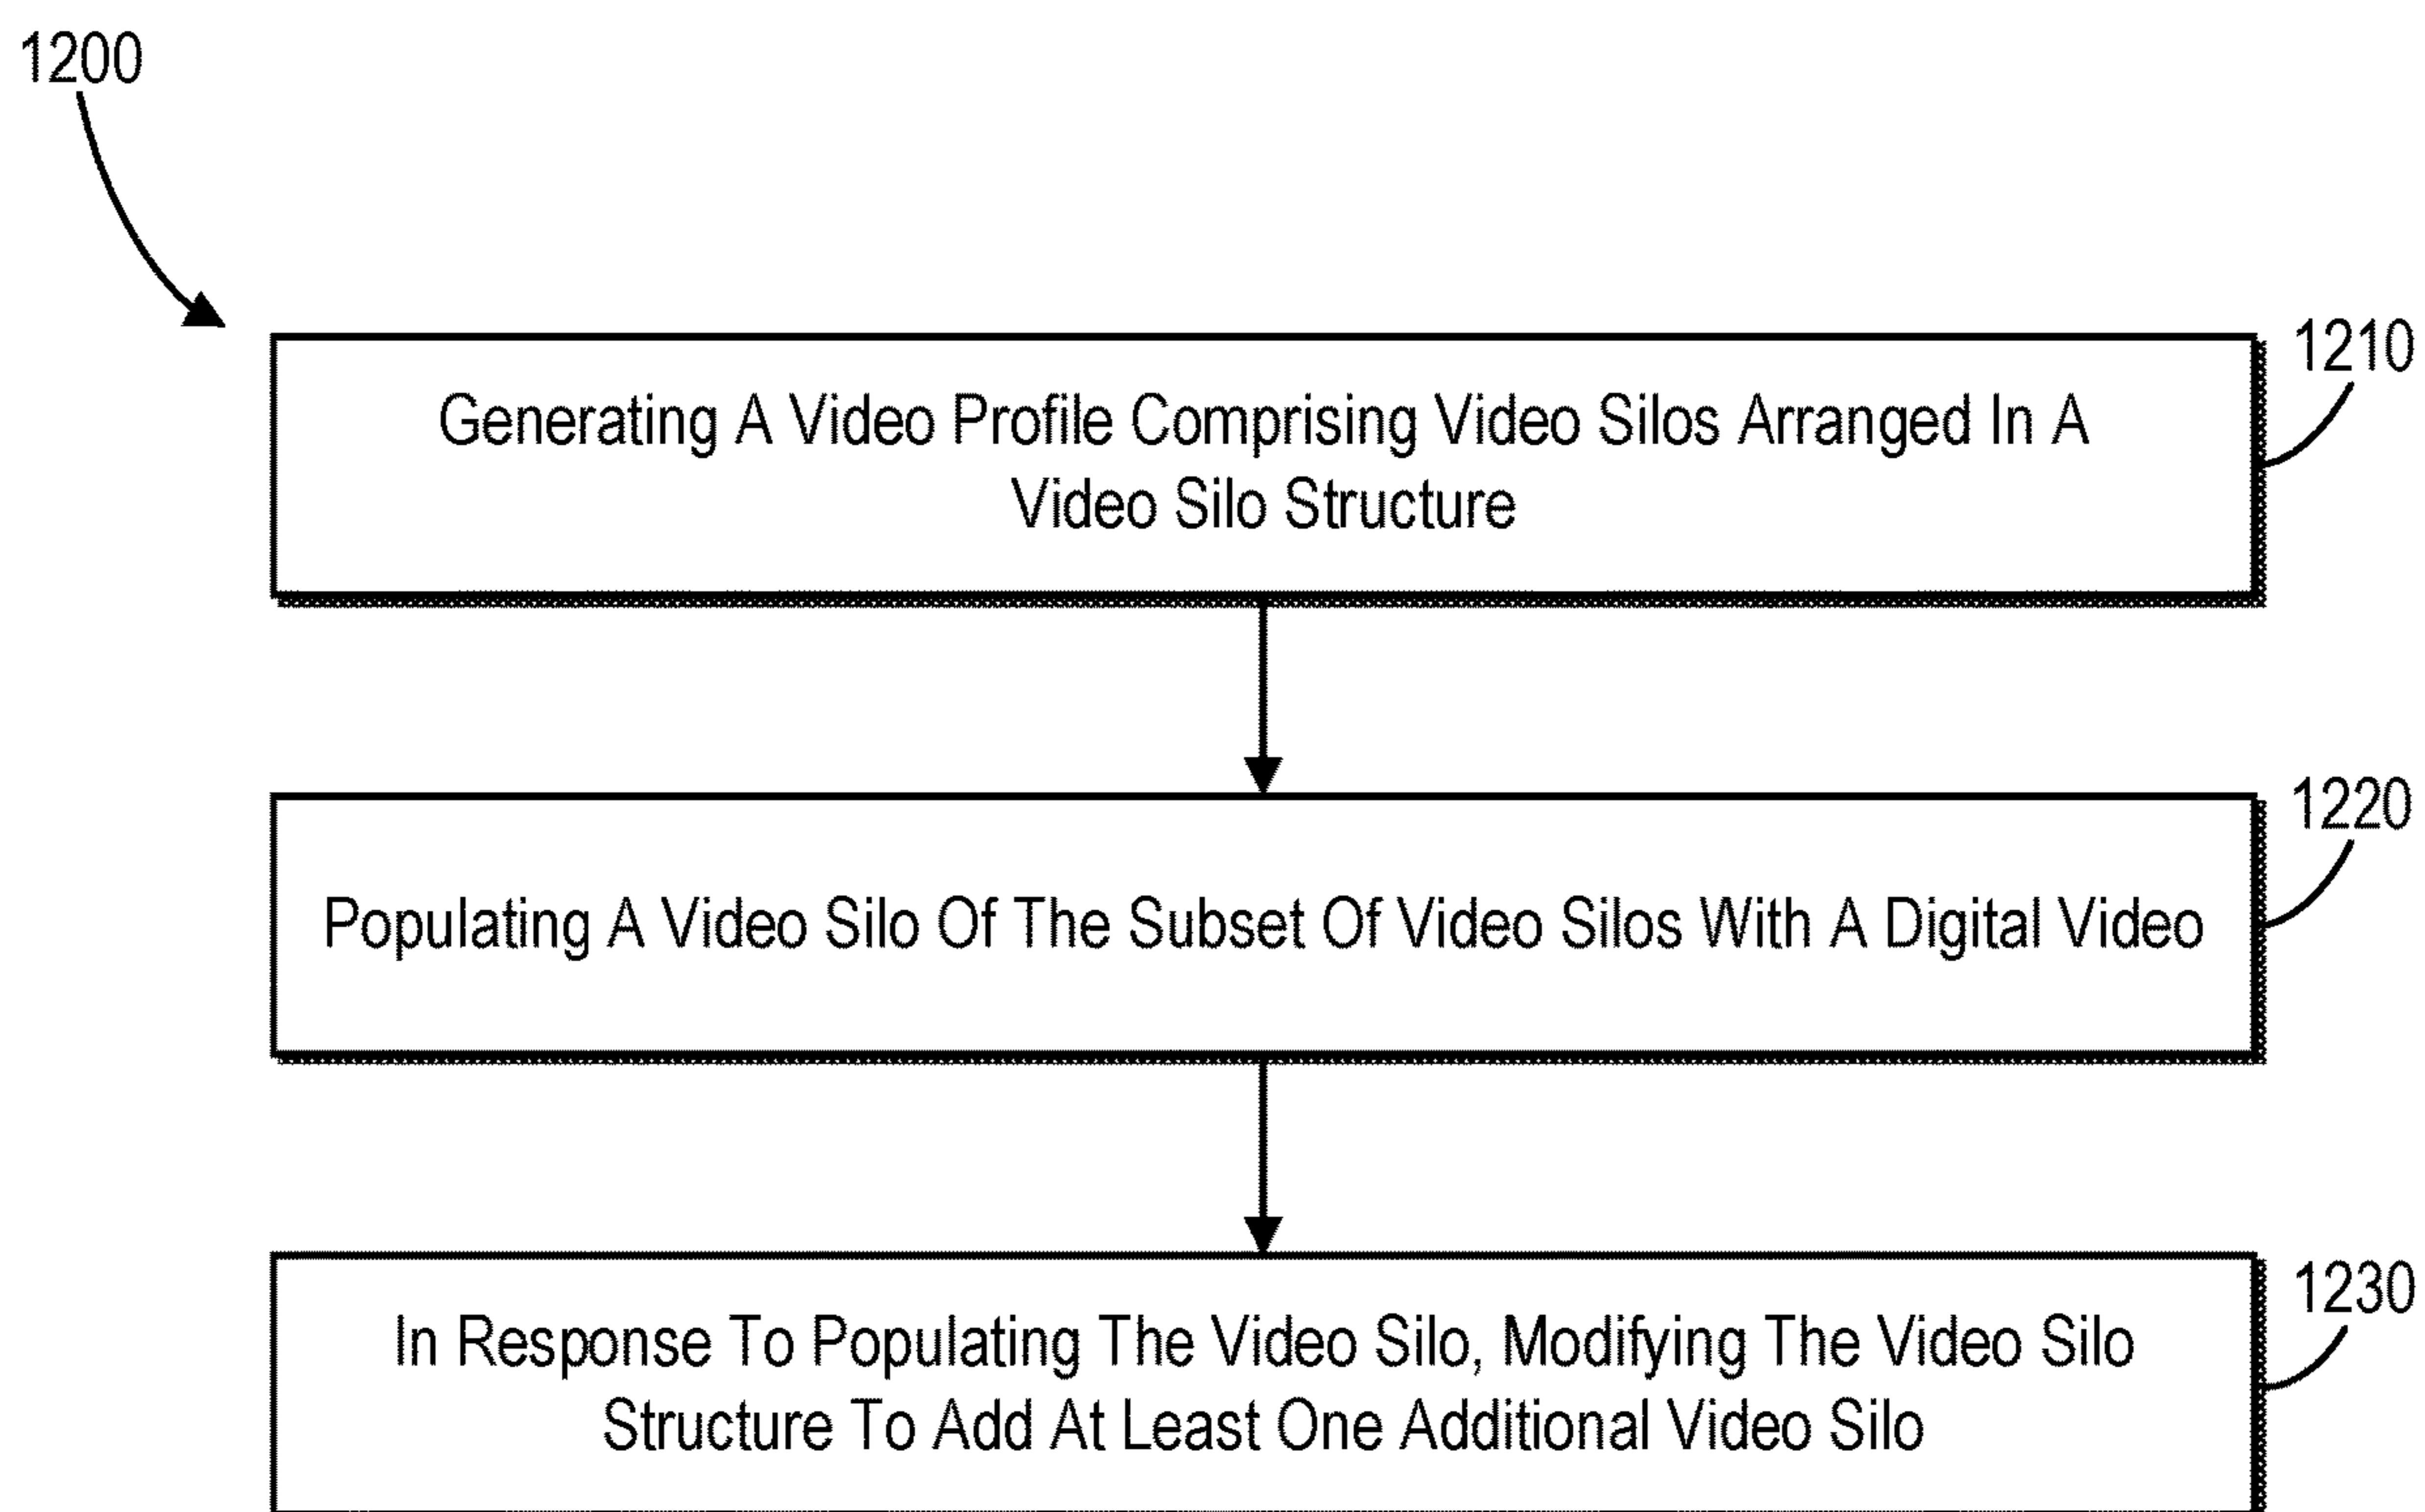 1200
1210
Generating A Video Profile Comprising Video Silos Arranged In A
Video Silo Structure
1220
Populating A Video Silo Of The Subset Of Video Silos With A Digital Video
1230
In Response To Populating The Video Silo, Modifying The Video Silo
Structure To Add At Least One Additional Video Silo